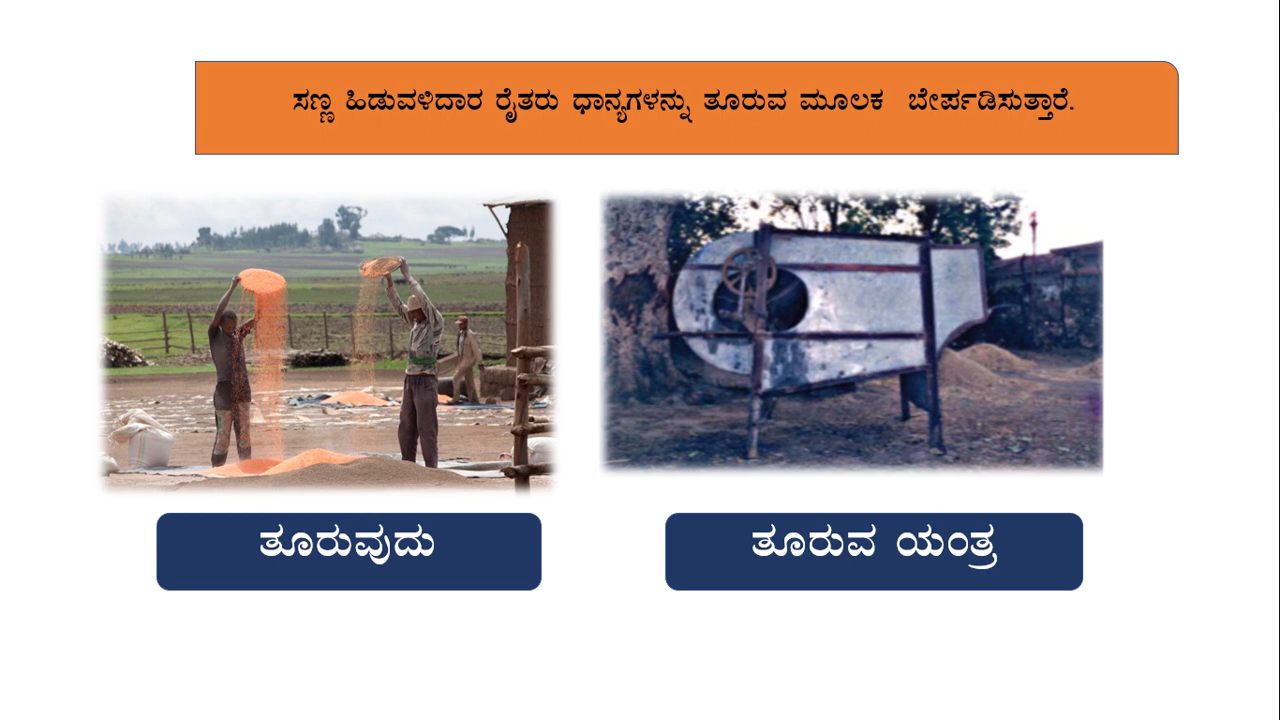 ಸಣ್ಣ ಹಿಡುವಳಿದಾರ ರೈತರು ಧಾನ್ಯಗಳನ್ನು ತೂರುವ ಮೂಲಕ ಬೇರ್ಪಡಿಸುತ್ತಾರೆ.
ತೂರುವುದು
ತೂರುವ ಯಂತ್ರ